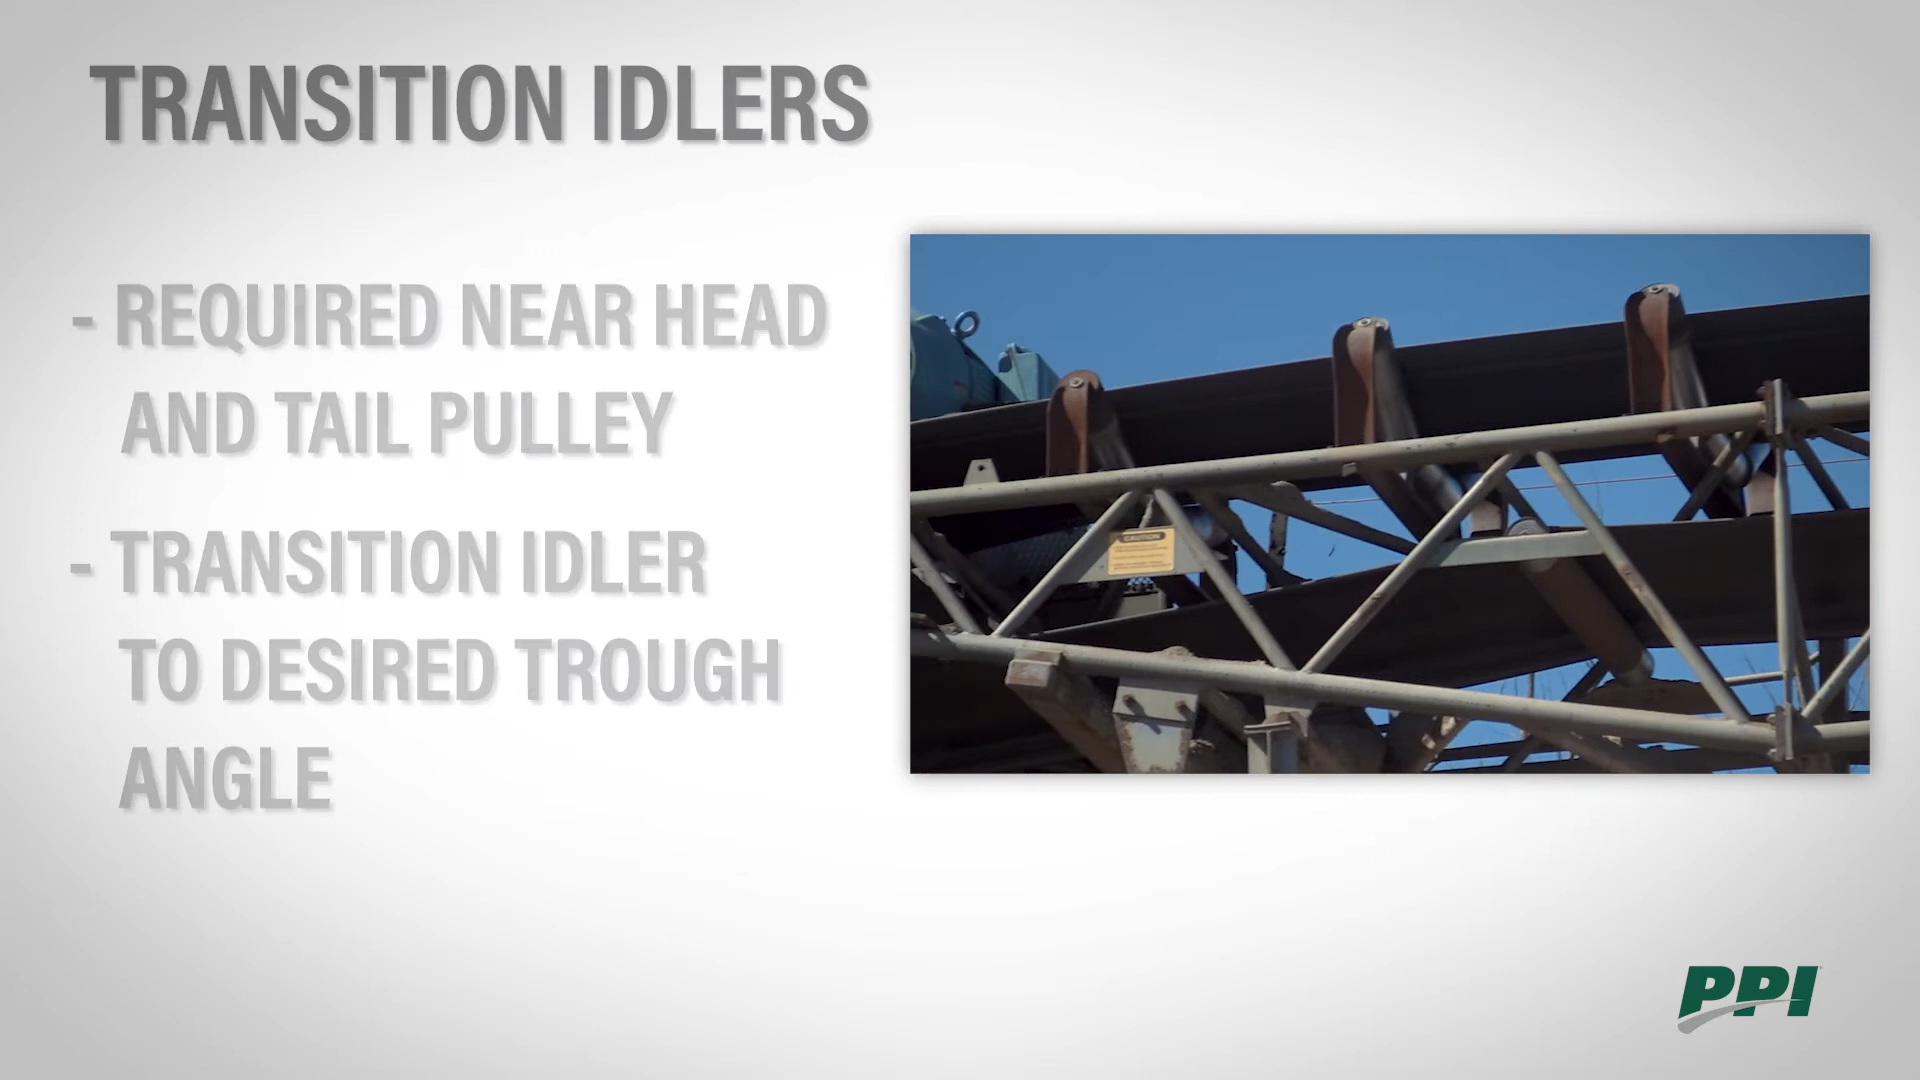 TRANSITION IDLERS
- REQUIRED NEAR HEAD
AND TAIL PULLEY
- TRANSITION IDLER
TO DESIRED TROUGH
ANGLE
CAUTION
PPI